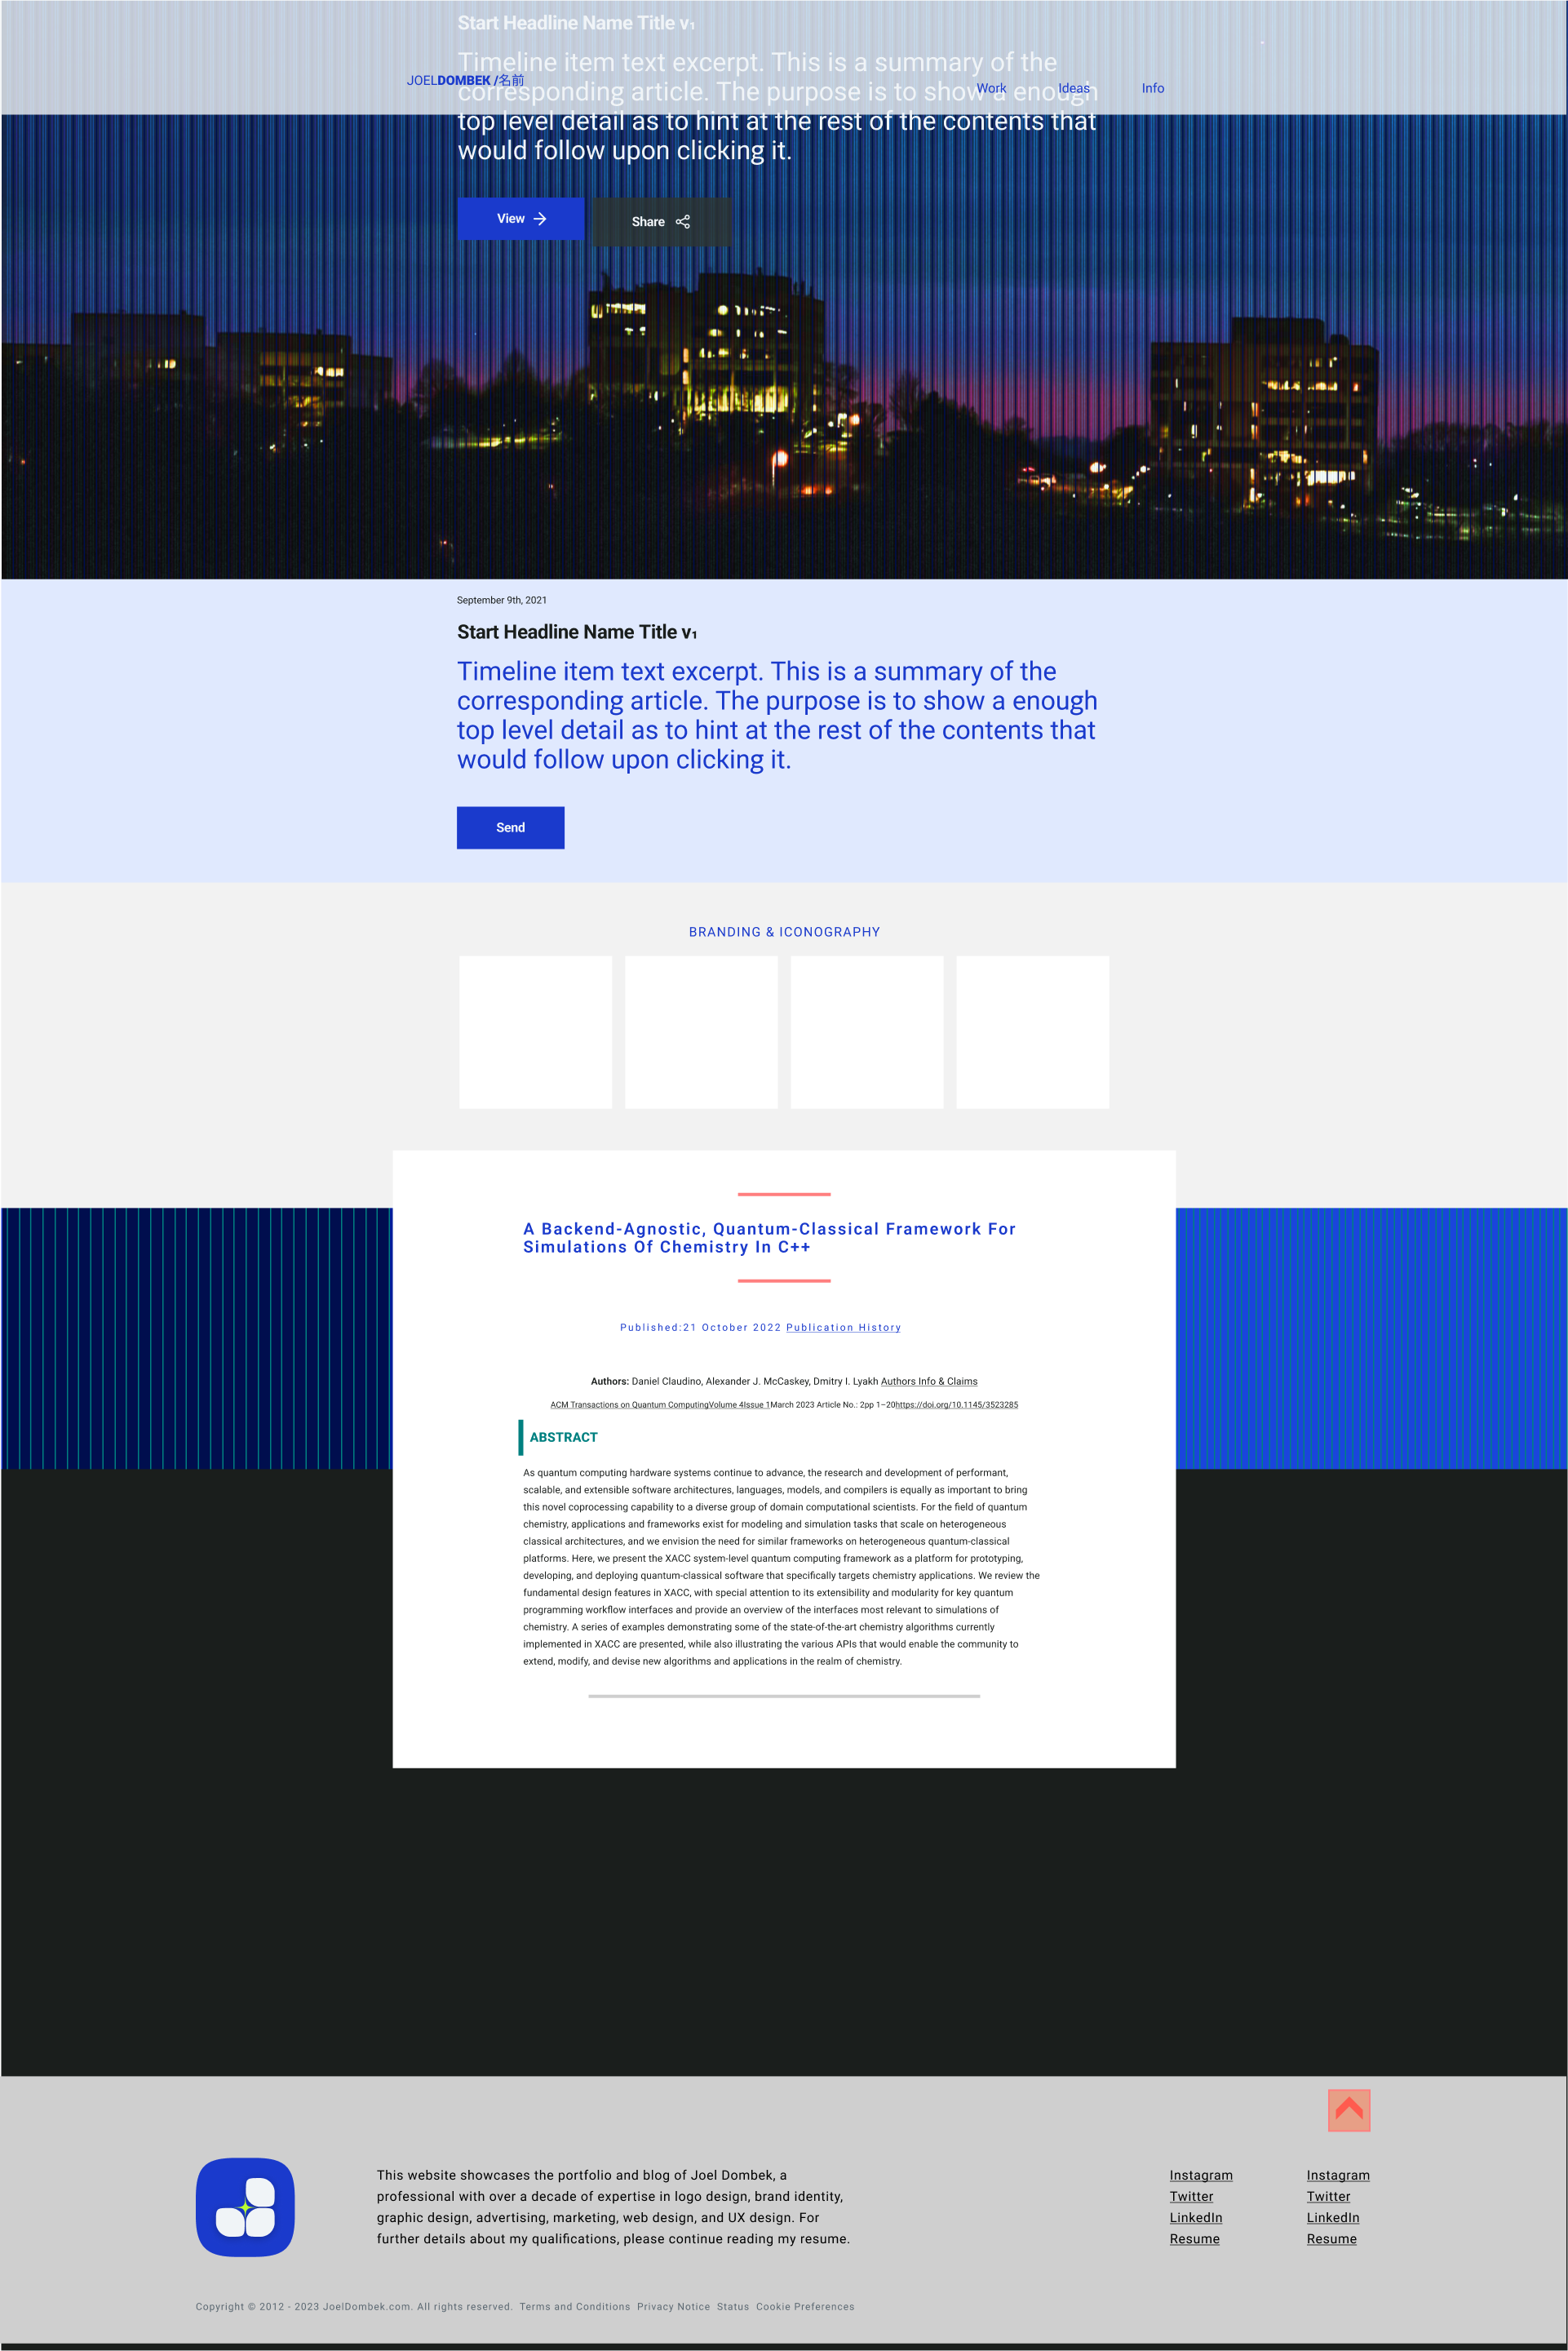 Start Headline Name Title v₁
Timeline item text excerpt. This is a summary of the
JOELDOMBEK /名前
corresponding article. The purpose is to show a enough
Work Ideas Info
top level detail as to hint at the rest of the contents that
would follow upon clicking it.
View
Share
September 9th, 2021
Start Headline Name Title v₁
Timeline item text excerpt. This is a summary of the
corresponding article. The purpose is to show a enough
top level detail as to hint at the rest of the contents that
would follow upon clicking it.
Send
BRANDING & ICONOGRAPHY
A Backend-Agnostic, Quantum-Classical Framework For
Simulations Of Chemistry In C++
Published:21 October 2022 Publication History
Authors: Daniel Claudino, Alexander J. McCaskey, Dmitry I. Lyakh Authors Info & Claims
ACM Transactions on Quantum ComputingVolume 4Issue 1March 2023 Article No.: 2pp 1–20https://doi.org/10.1145/3523285
ABSTRACT
As quantum computing hardware systems continue to advance, the research and development of performant,
scalable, and extensible software architectures, languages, models, and compilers is equally as important to bring
this novel coprocessing capability to a diverse group of domain computational scientists. For the field of quantum
chemistry, applications and frameworks exist for modeling and simulation tasks that scale on heterogeneous
classical architectures, and we envision the need for similar frameworks on heterogeneous quantum-classical
platforms. Here, we present the XACC system-level quantum computing framework as a platform for prototyping,
developing, and deploying quantum-classical software that specifically targets chemistry applications. We review the
fundamental design features in XACC, with special attention to its extensibility and modularity for key quantum
programming workflow interfaces and provide an overview of the interfaces most relevant to simulations of
chemistry. A series of examples demonstrating some of the state-of-the-art chemistry algorithms currently
implemented in XACC are presented, while also illustrating the various APIs that would enable the community to
extend, modify, and devise new algorithms and applications in the realm of chemistry.
This website showcases the portfolio and blog of Joel Dombek, a
professional with over a decade of expertise in logo design, brand identity,
graphic design, advertising, marketing, web design, and UX design. For
further details about my qualifications, please continue reading my resume.
Instagram
Twitter
LinkedIn
Resume
Instagram
Twitter
LinkedIn
Resume
Copyright © 2012 - 2023 JoelDombek.com. All rights reserved. Terms and Conditions Privacy Notice Status Cookie Preferences